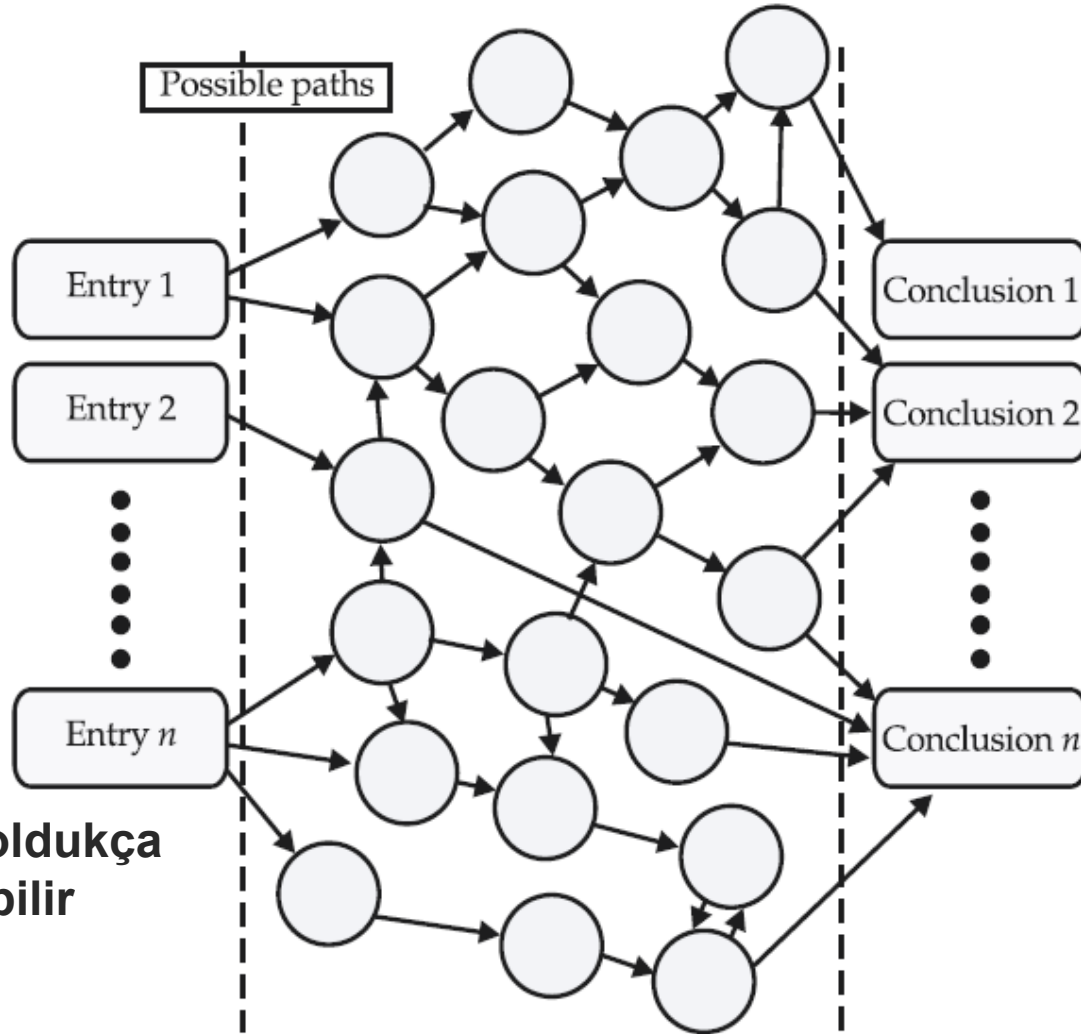 Possible paths
Entry 1
Entry 2
Entry n
Conclusion 1
Conclusion 2
Conclusion n
oldukça
bilir